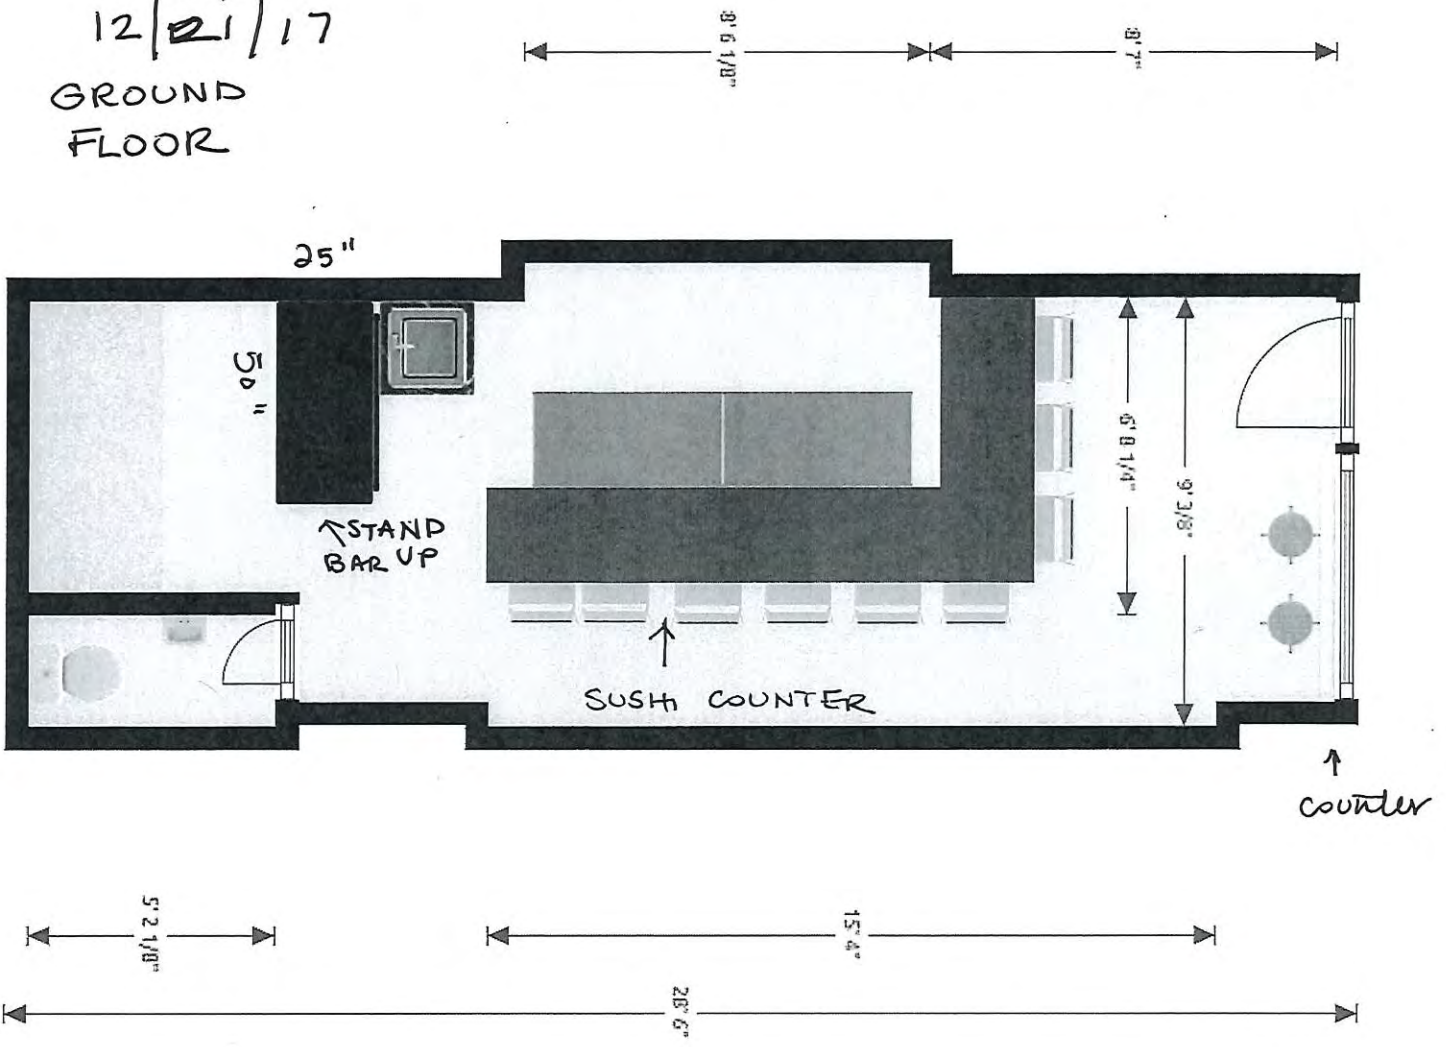 12/21/17
GROUND
FLOOR
8' 6 1/8"
8' 7"
25"
50"
6' 8 1/4"
9' 3/8"
↑STAND
BAR UP
SUSHI COUNTER
counter
5' 2 1/8"
15' 4"
28' 6"